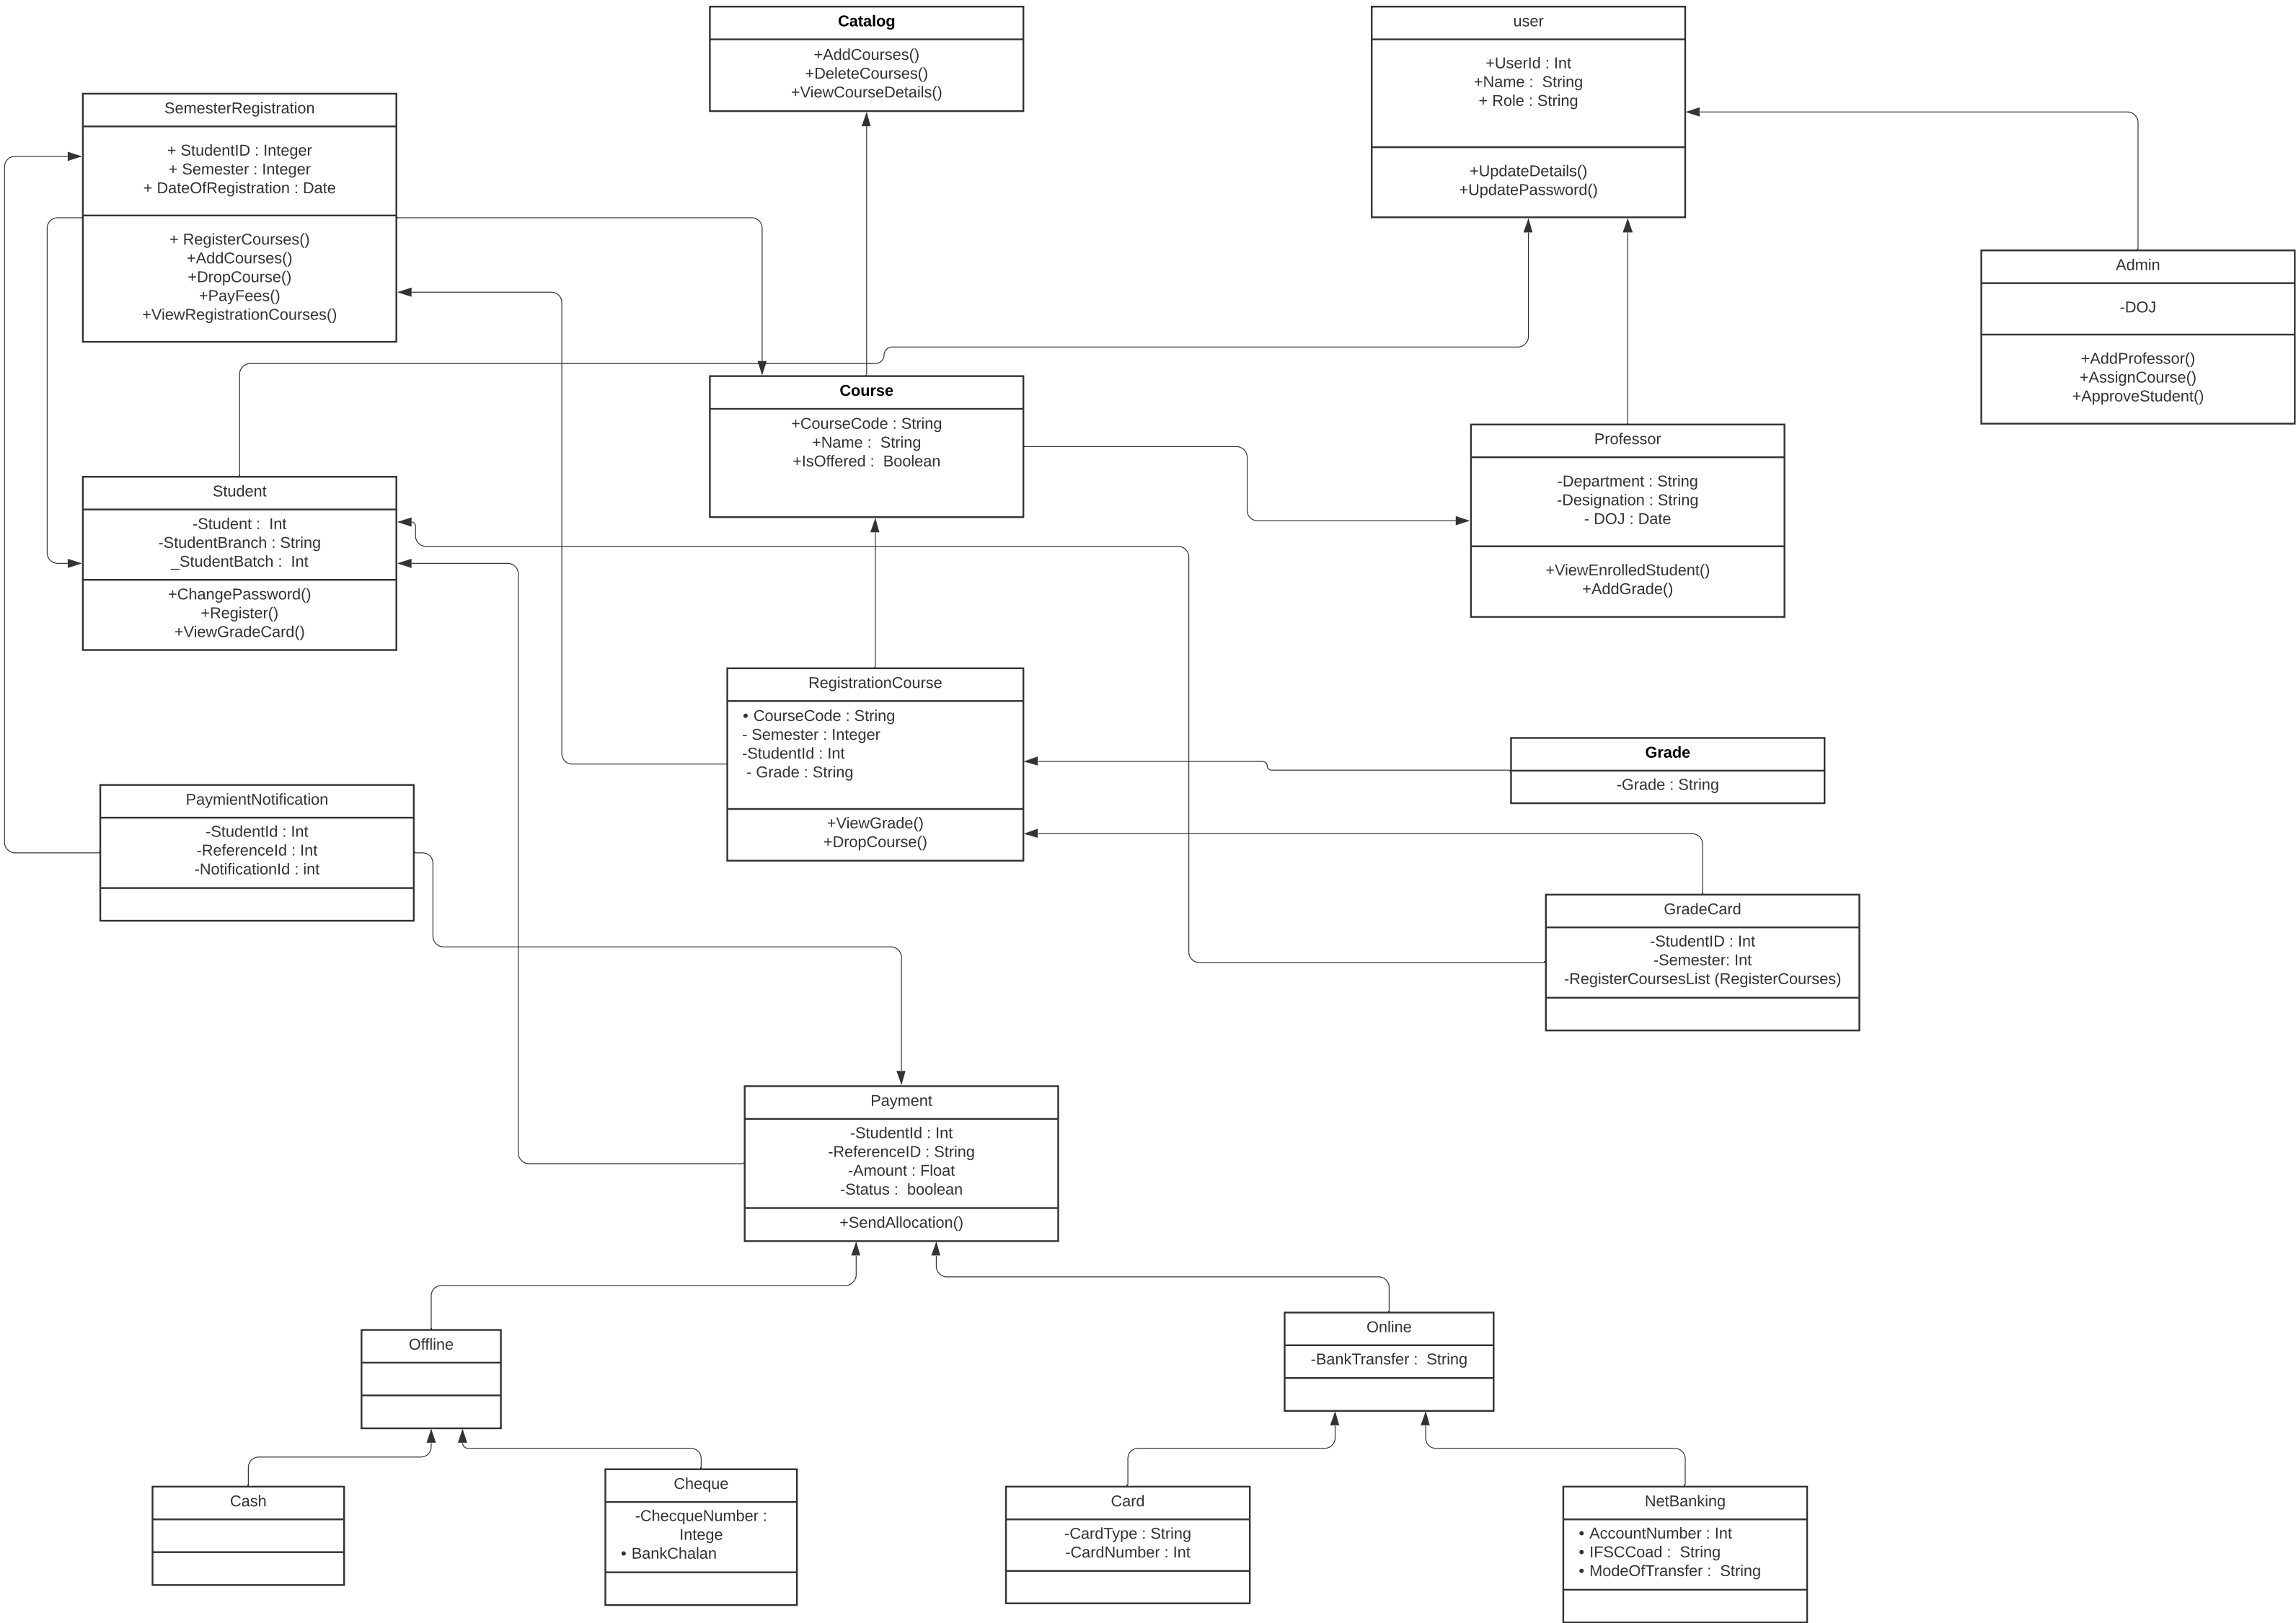 Catalog
+AddCourses()
+DeleteCourses()
+ViewCourseDetails()
user
+UserId : Int
+Name :  String
+ Role : String
+UpdateDetails()
+UpdatePassword()
SemesterRegistration
+ StudentID : Integer
+ Semester : Integer
+ DateOfRegistration : Date
+ RegisterCourses()
+AddCourses()
+DropCourse()
+PayFees()
+ViewRegistrationCourses()
Admin
-DOJ
+AddProfessor()
+AssignCourse()
+ApproveStudent()
Course
+CourseCode : String
+Name :  String
+IsOffered :  Boolean
Professor
-Department : String
-Designation : String
- DOJ : Date
+ViewEnrolledStudent()
+AddGrade()
Student
-Student :  Int
-StudentBranch : String
_StudentBatch :  Int
+ChangePassword()
+Register()
+ViewGradeCard()
RegistrationCourse
• CourseCode : String
- Semester : Integer
-StudentId : Int
- Grade : String
+ViewGrade()
+DropCourse()
Grade
-Grade : String
PaymientNotification
-StudentId : Int
-ReferenceId : Int
-NotificationId : int
GradeCard
-StudentID : Int
-Semester: Int
-RegisterCoursesList (RegisterCourses)
Payment
-StudentId : Int
-ReferenceID : String
-Amount : Float
-Status :  boolean
+SendAllocation()
Offline
Online
-BankTransfer :  String
Cash
Cheque
-ChecqueNumber :
Intege
• BankChalan
Card
-CardType : String
-CardNumber : Int
NetBanking
• AccountNumber : Int
• IFSCCoad :  String
• ModeOfTransfer :  String